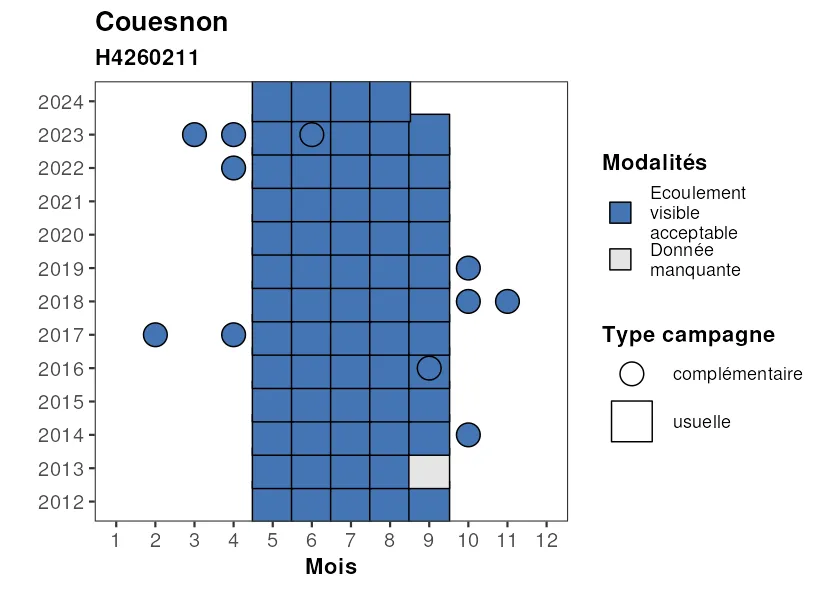 Couesnon
H4260211
2024
2023
2022
2021
2020
2019
2018
2017
2016
2015
2014
2013
2012
1 2 3 4 5 6 7 8 9 10 11 12
Mois
Modalités
Ecoulement
visible
acceptable
Donnée
manquante
Type campagne
complémentaire
usuelle